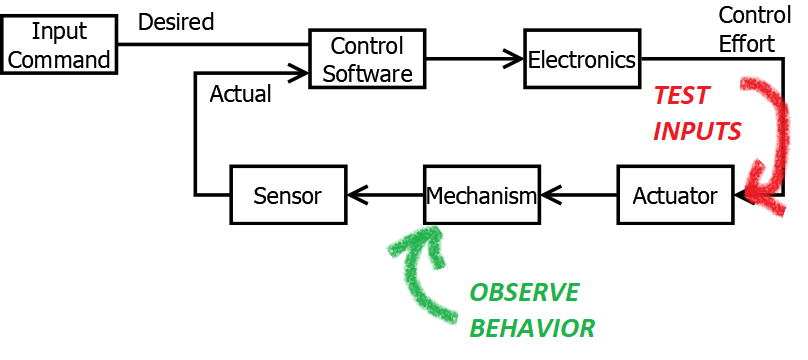 Input
Command
Desired
Control
Software
Electronics
Control
Effort
Actual
TEST
INPUTS
Sensor
Mechanism
Actuator
OBSERVE
BEHAVIOR